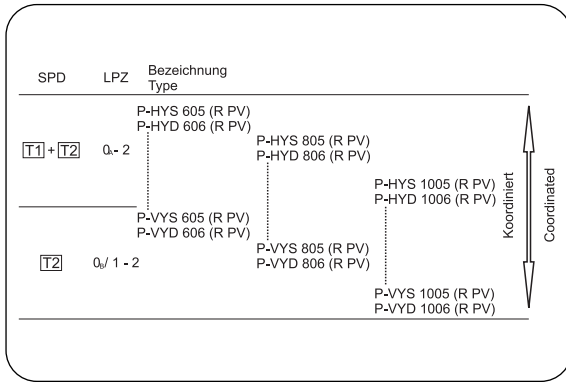 SPD LPZ Bezeichnung
Type
P-HYS 605 (R PV)
P-HYD 606 (R PV)
T1 + T2 0A - 2
P-HYS 805 (R PV)
P-HYD 806 (R PV)
P-HYS 1005 (R PV)
P-HYD 1006 (R PV)
P-VYS 605 (R PV)
P-VYD 606 (R PV)
T2 0B/ 1 - 2
P-VYS 805 (R PV)
P-VYD 806 (R PV)
P-VYS 1005 (R PV)
P-VYD 1006 (R PV)
Koordiniert
Coordinated